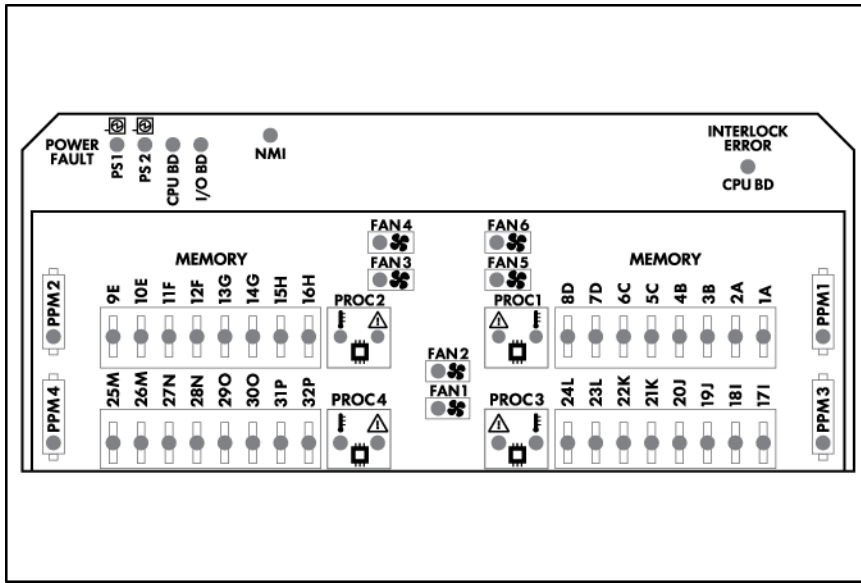 POWER FAULT
PS1
PS 2
CPU BD
I/O BD
NMI
INTERLOCK
ERROR
CPU BD
FAN4
FAN6
FAN3
FAN5
MEMORY
MEMORY
PPM2
9E
10E
11F
12F
13G
14G
15H
16H
PROC2
PROC1
8D
7D
6C
5C
4B
3B
2A
1A
PPM1
FAN2
FAN1
PPM4
25M
26M
27N
28N
29O
30O
31P
32P
PROC4
PROC3
24L
23L
22K
21K
20J
19J
18I
17I
PPM3